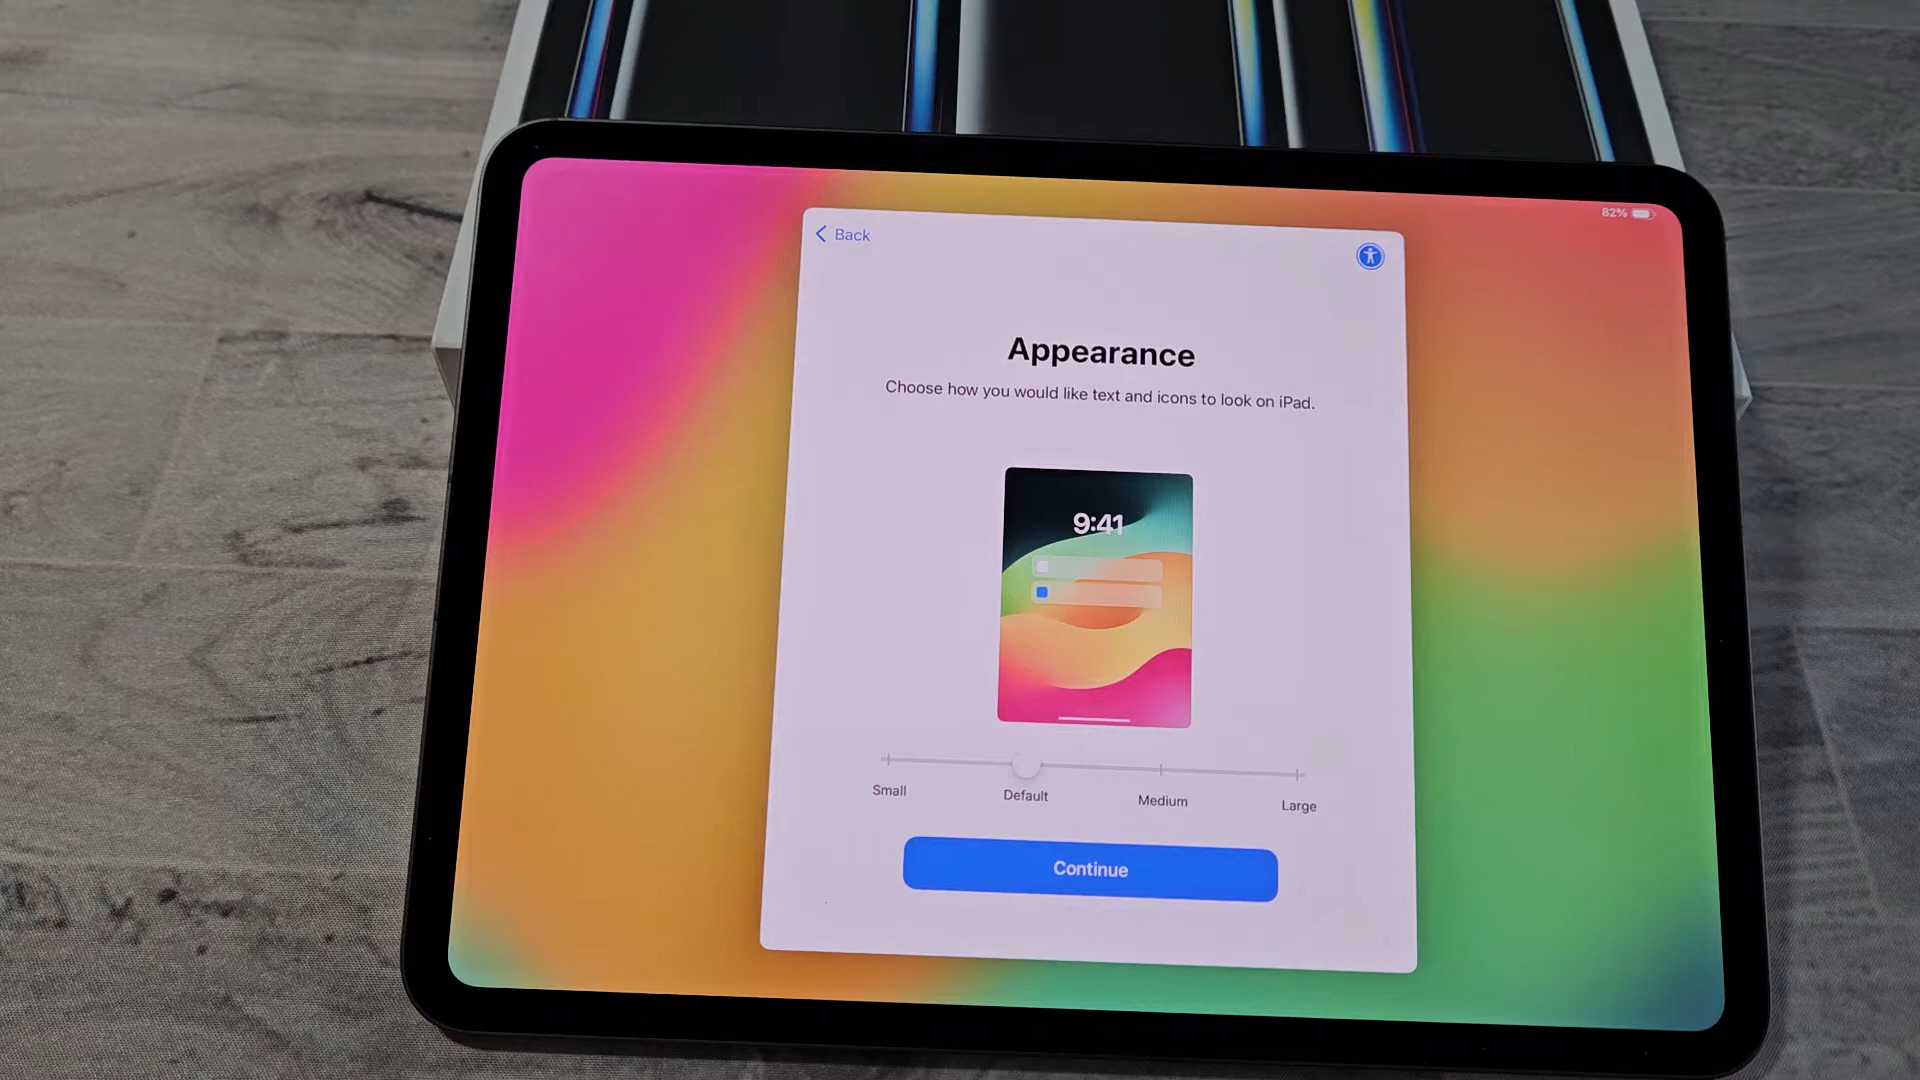 82%
Back
Appearance
Choose how you would like text and icons to look on iPad.
9:41
Small
Default
Medium
Large
Continue